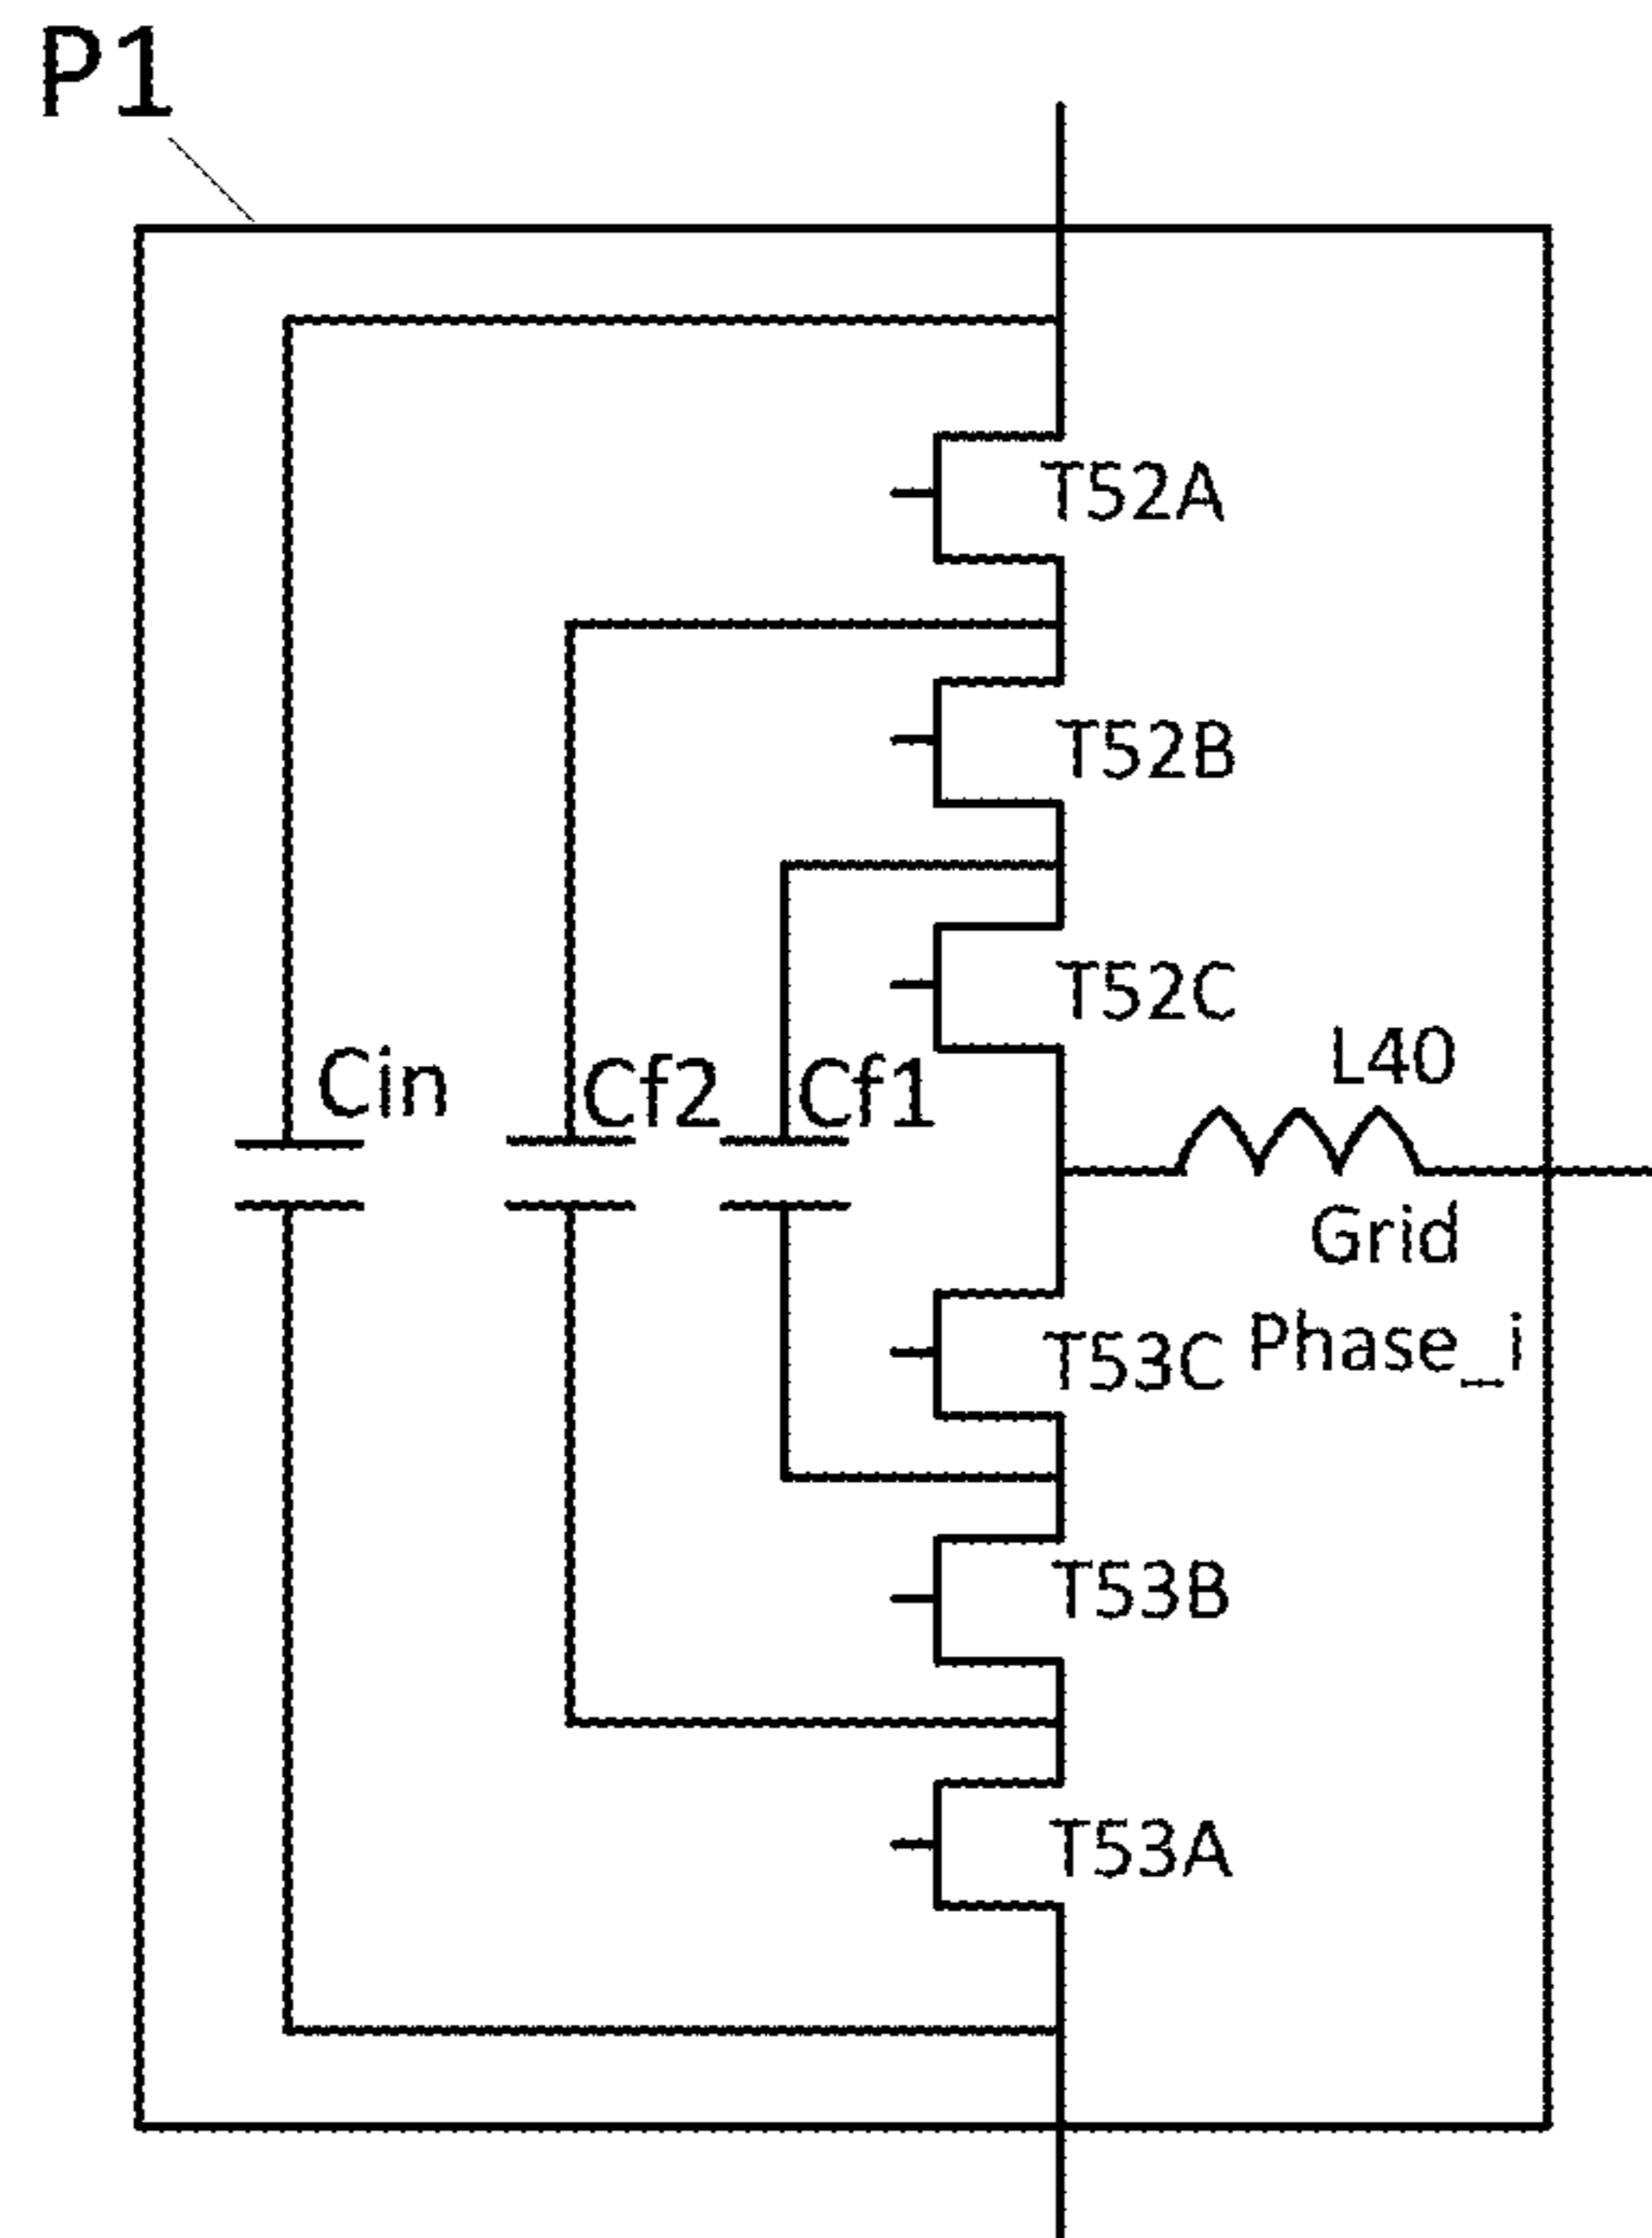 P1
T52A
T52B
T52C
L40
Cin
Cf2
Cf1
Grid
Phase_i
T53C
T53B
T53A